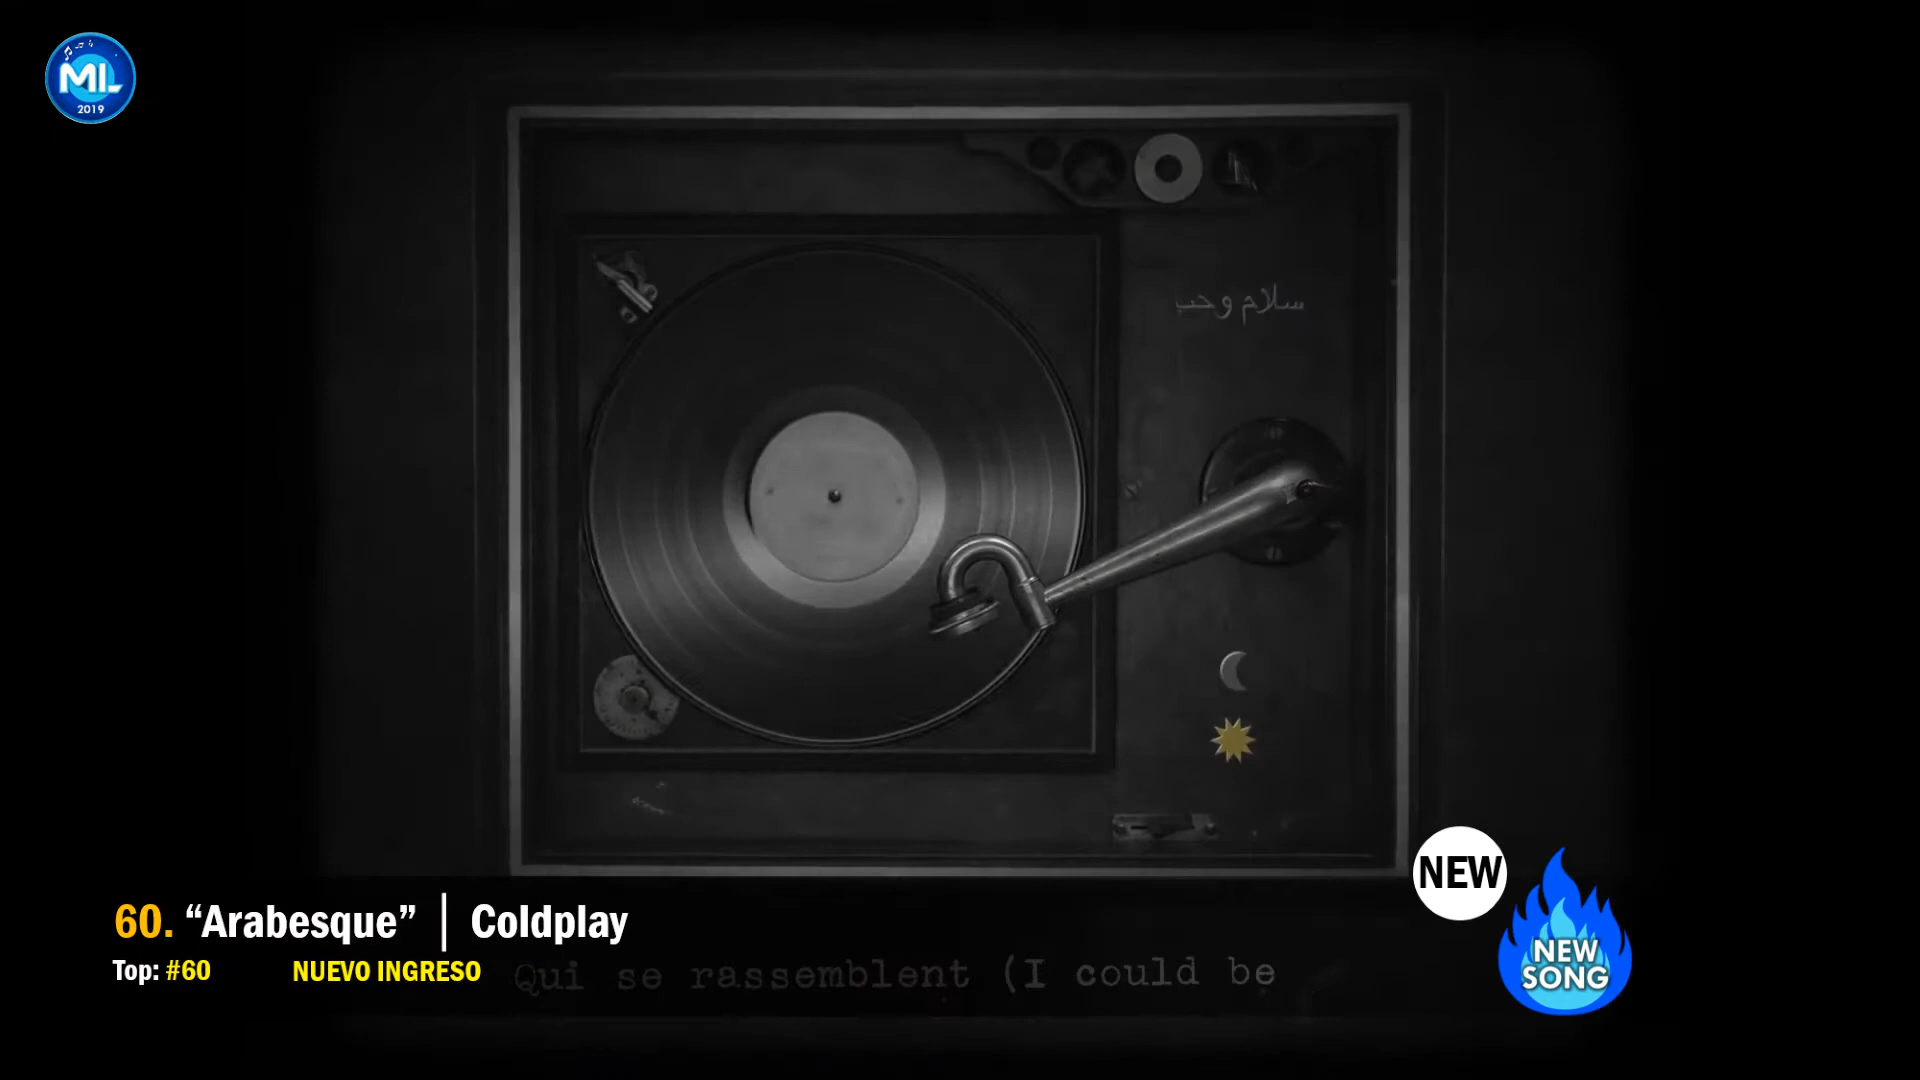 ML
2019
سلام وحب
60. “Arabesque” | Coldplay
Top: #60 NUEVO INGRESO
Qui se rassemblent (I could be
NEW
NEW
SONG